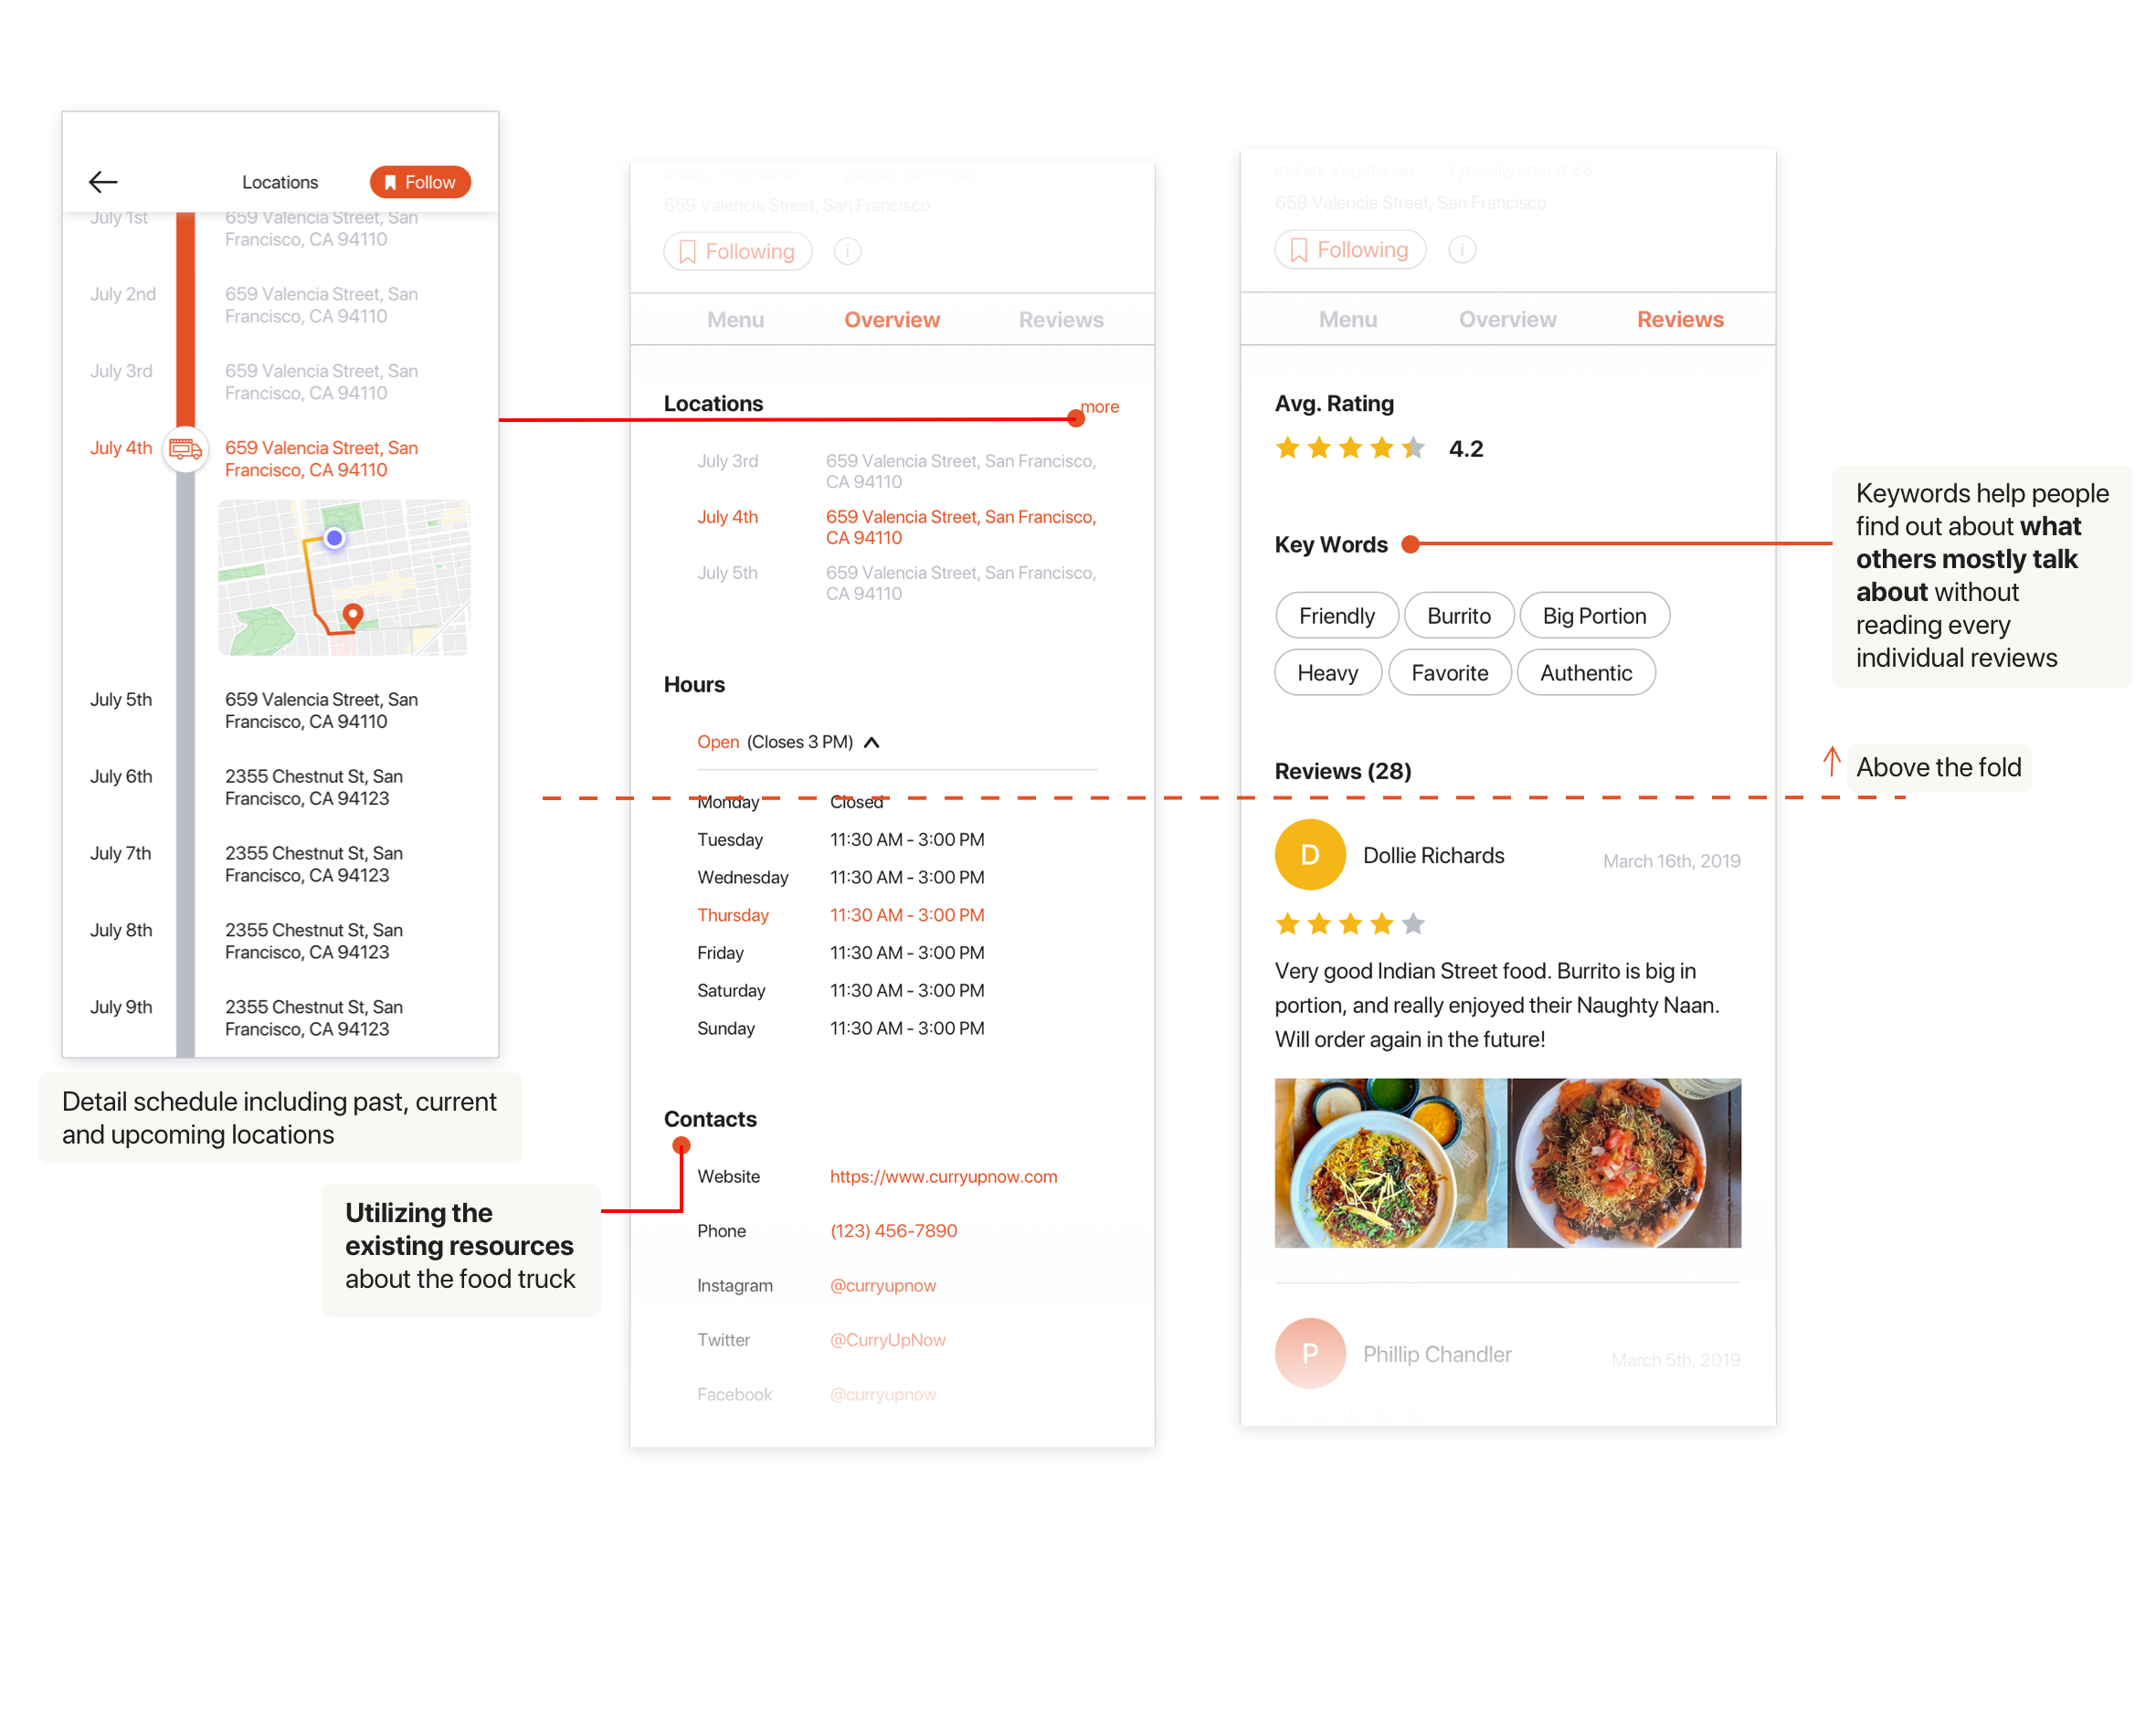 Locations
Follow
July 1st
659 Valencia Street, San
Francisco, CA 94110
July 2nd
659 Valencia Street, San
Francisco, CA 94110
July 3rd
659 Valencia Street, San
Francisco, CA 94110
July 4th
659 Valencia Street, San
Francisco, CA 94110
July 5th
659 Valencia Street, San
Francisco, CA 94110
July 6th
2355 Chestnut St, San
Francisco, CA 94123
July 7th
2355 Chestnut St, San
Francisco, CA 94123
July 8th
2355 Chestnut St, San
Francisco, CA 94123
July 9th
2355 Chestnut St, San
Francisco, CA 94123
Detail schedule including past, current
and upcoming locations
Indian, Vegetarian · Typically spend $8
659 Valencia Street, San Francisco
Following
i
Menu Overview Reviews
Locations
more
July 3rd
659 Valencia Street, San Francisco,
CA 94110
July 4th
659 Valencia Street, San Francisco,
CA 94110
July 5th
659 Valencia Street, San Francisco,
CA 94110
Hours
Open (Closes 3 PM)
Monday Closed
Tuesday 11:30 AM - 3:00 PM
Wednesday 11:30 AM - 3:00 PM
Thursday 11:30 AM - 3:00 PM
Friday 11:30 AM - 3:00 PM
Saturday 11:30 AM - 3:00 PM
Sunday 11:30 AM - 3:00 PM
Contacts
Website https://www.curryupnow.com
Phone (123) 456-7890
Instagram @curryupnow
Twitter @CurryUpNow
Facebook @curryupnow
Utilizing the
existing resources
about the food truck
Indian, Vegetarian · Typically spend $8
659 Valencia Street, San Francisco
Following
i
Menu Overview Reviews
Avg. Rating
4.2
Key Words
Friendly Burrito Big Portion
Heavy Favorite Authentic
Reviews (28)
D Dollie Richards March 16th, 2019
Very good Indian Street food. Burrito is big in
portion, and really enjoyed their Naughty Naan.
Will order again in the future!
P Phillip Chandler March 5th, 2019
Keywords help people
find out about what
others mostly talk
about without
reading every
individual reviews
Above the fold